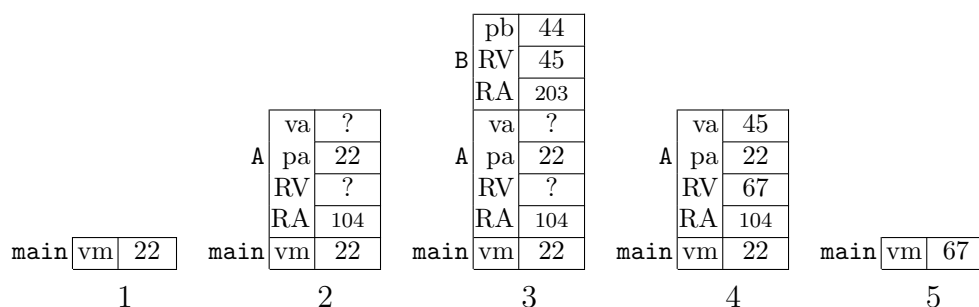 pb 44
B RV 45
RA 203
va ? va ? va 45
A pa 22 A pa 22 A pa 22
RV ? RV ? RV 67
RA 104 RA 104 RA 104
main vm 22 main vm 22 main vm 22 main vm 22 main vm 67
1 2 3 4 5